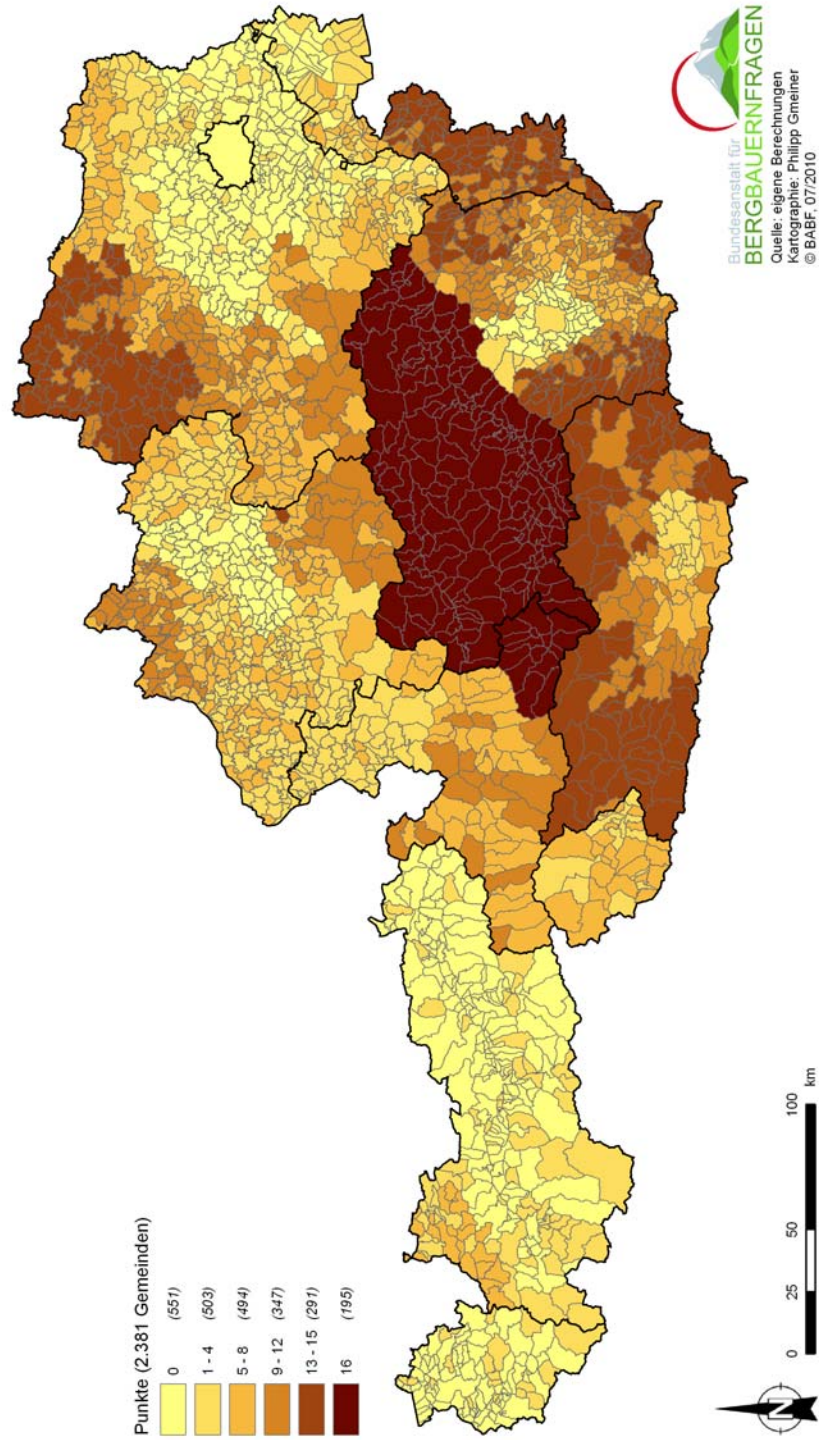 Punkte (2.381 Gemeinden)
0 (551)
1 - 4 (503)
5 - 8 (494)
9 - 12 (347)
13 - 15 (291)
16 (195)
0 25 50 100
km
N
Bundesanstalt für
BERGBAUERNFRAGEN
Quelle: eigene Berechnungen
Kartographie: Philipp Gmeiner
© BABF, 07/2010